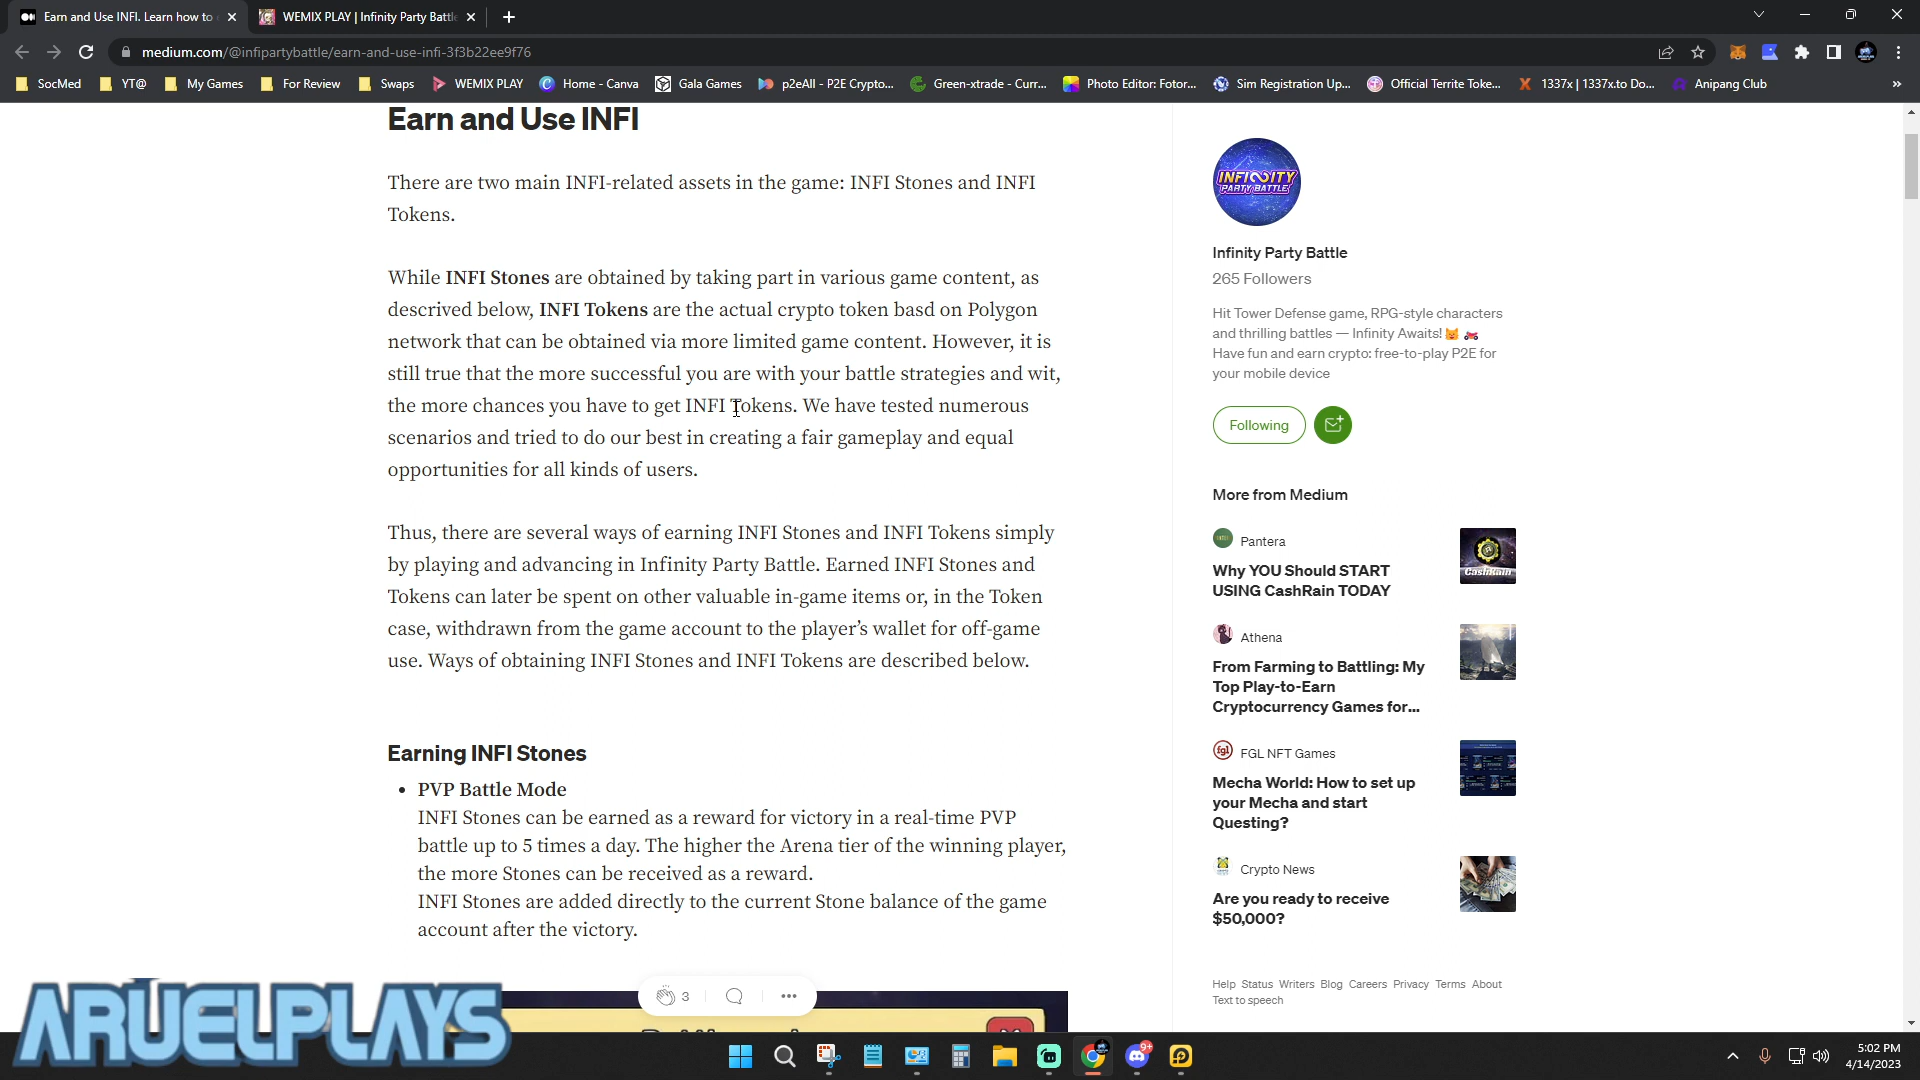 Earn and Use INFI. Learn how to
WEMIX PLAY | Infinity Party Battle
medium.com/@infipartybattle/earn-and-use-infi-3f3b22ee9f76
SocMed
YT@
My Games
For Review
Swaps
WEMIX PLAY
Home - Canva
Gala Games
p2eAll - P2E Crypto...
Green-xtrade - Curr...
Photo Editor: Fotor...
Sim Registration Up...
Official Territe Toke...
1337x | 1337x.to Do...
Anipang Club
»
Earn and Use INFI
There are two main INFI-related assets in the game: INFI Stones and INFI
Tokens.
While INFI Stones are obtained by taking part in various game content, as
descrived below, INFI Tokens are the actual crypto token basd on Polygon
network that can be obtained via more limited game content. However, it is
still true that the more successful you are with your battle strategies and wit,
the more chances you have to get INFI Tokens. We have tested numerous
scenarios and tried to do our best in creating a fair gameplay and equal
opportunities for all kinds of users.
Thus, there are several ways of earning INFI Stones and INFI Tokens simply
by playing and advancing in Infinity Party Battle. Earned INFI Stones and
Tokens can later be spent on other valuable in-game items or, in the Token
case, withdrawn from the game account to the player’s wallet for off-game
use. Ways of obtaining INFI Stones and INFI Tokens are described below.
Earning INFI Stones
• PVP Battle Mode
INFI Stones can be earned as a reward for victory in a real-time PVP
battle up to 5 times a day. The higher the Arena tier of the winning player,
the more Stones can be received as a reward.
INFI Stones are added directly to the current Stone balance of the game
account after the victory.
3
INFINITY
PARTY BATTLE
Infinity Party Battle
265 Followers
Hit Tower Defense game, RPG-style characters
and thrilling battles — Infinity Awaits!😼 🏍️
Have fun and earn crypto: free-to-play P2E for
your mobile device
Following
More from Medium
Pantera
Why YOU Should START
USING CashRain TODAY
CashRain
Athena
From Farming to Battling: My
Top Play-to-Earn
Cryptocurrency Games for...
fgl
FGL NFT Games
Mecha World: How to set up
your Mecha and start
Questing?
Crypto News
Are you ready to receive
$50,000?
Help Status Writers Blog Careers Privacy Terms About
Text to speech
ARUELPLAYS
9+
5:02 PM
4/14/2023